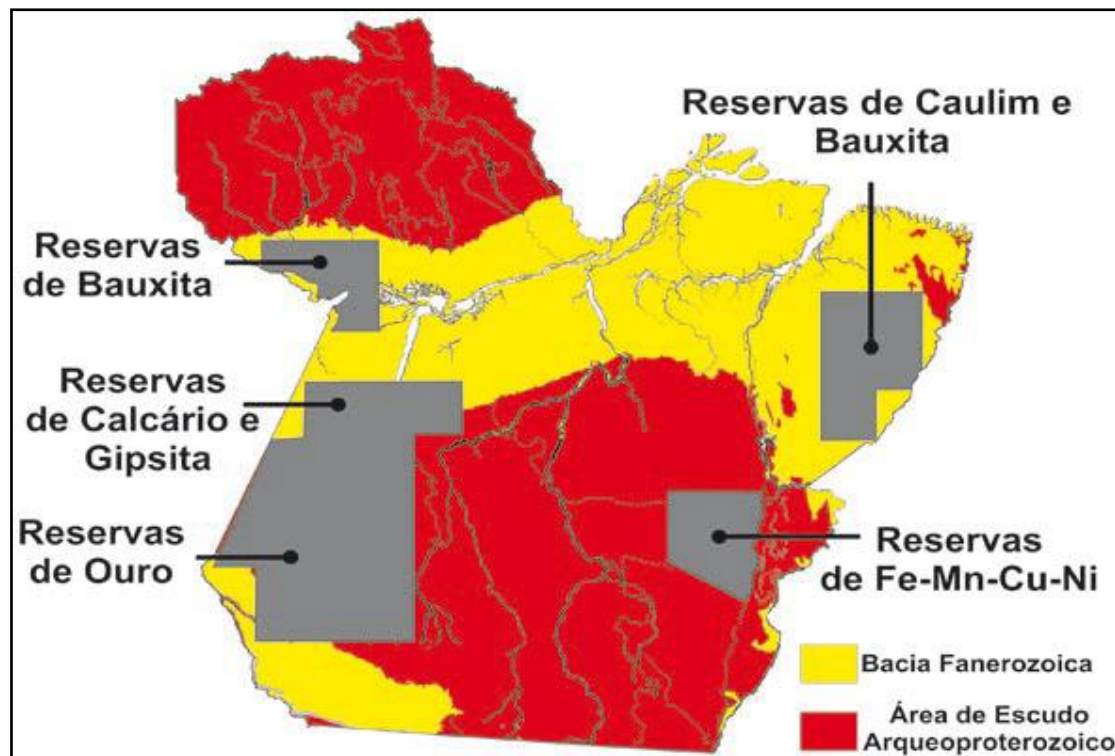 Reservas de Caulim e
Bauxita
Reservas
de Bauxita
Reservas
de Calcário e
Gipsita
Reservas
de Ouro
Reservas
de Fe-Mn-Cu-Ni
Bacia Fanerozoica
Área de Escudo
Arqueoproterozoico